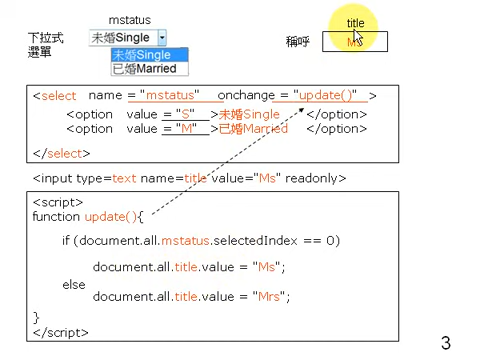 mstatus
title
下拉式
選單
未婚Single
未婚Single
已婚Married
稱呼
Ms
<select name = "mstatus" onchange = "update()" >
<option value = "S" >未婚Single </option>
<option value = "M" >已婚Married </option>
</select>
<input type=text name=title value="Ms" readonly>
<script>
function update(){
if (document.all.mstatus.selectedIndex == 0)
document.all.title.value = "Ms";
else
document.all.title.value = "Mrs";
}
</script>
3